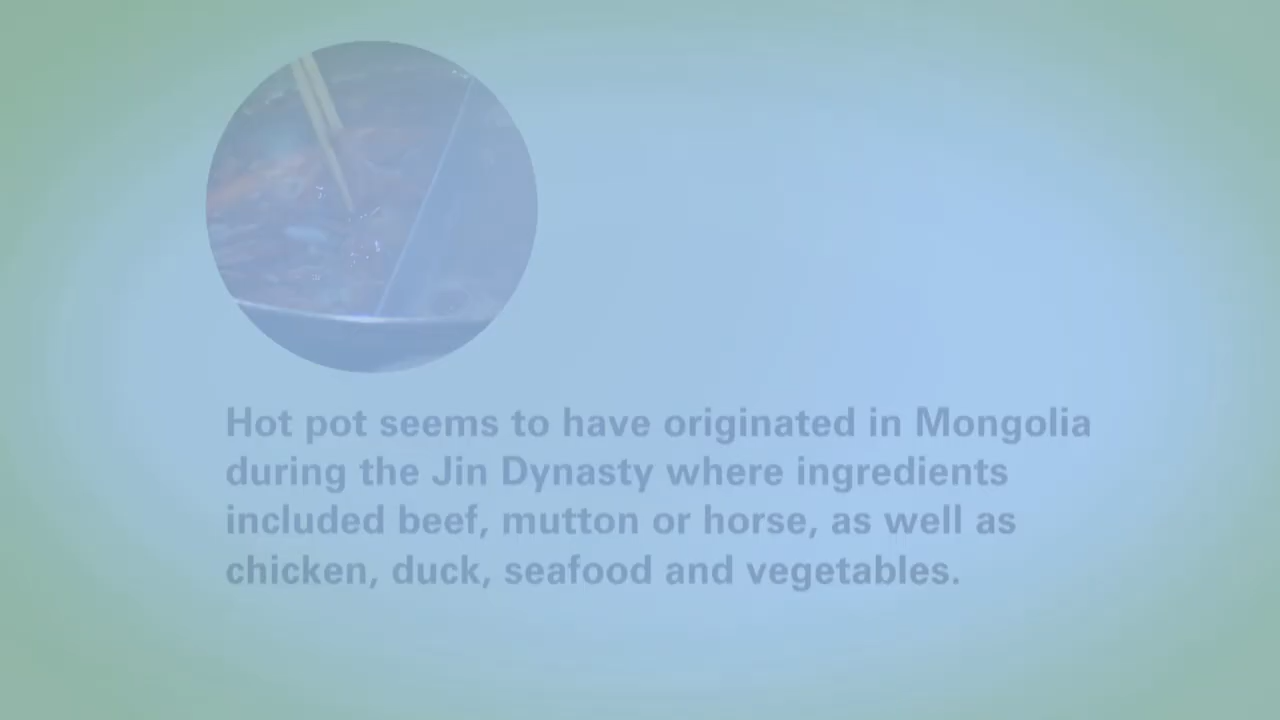 Hot pot seems to have originated in Mongolia
during the Jin Dynasty where ingredients
included beef, mutton or horse, as well as
chicken, duck, seafood and vegetables.